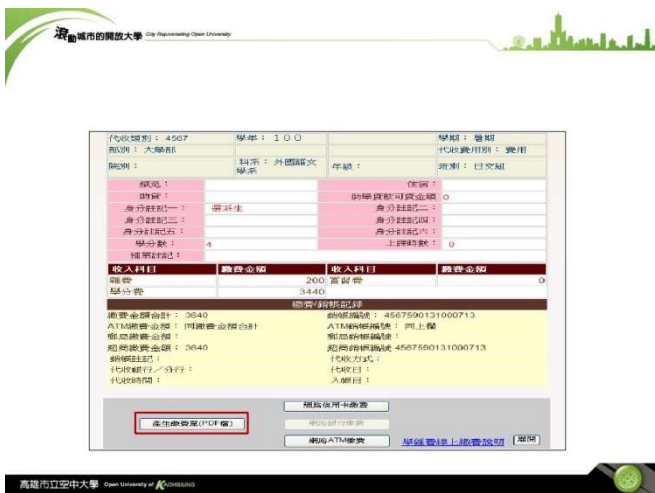 滾動城市的開放大學 City Rejuvenating Open University
代收類別： 4567 學年： 100 學期： 暑期
部別： 大學部 代收費用別： 費用
院別： 科系： 外國語文學系 年級： 班別： 日文組
減免： 住宿：
助貸： 助學貸款可貸金額 0
身分註記一： 選派生 身分註記二：
身分註記三： 身分註記四：
身分註記五： 身分註記六：
學分數： 4 上課時數： 0
補單註記：
收入科目 繳費金額 收入科目 繳費金額
雜費 200 實習費 0
學分費 3440
繳費/銷帳記錄
繳費金額合計： 3640 銷帳編號： 4567590131000713
ATM繳費金額： 同繳費金額合計 ATM銷帳編號： 同上欄
郵局繳費金額： 郵局銷帳編號：
超商繳費金額： 3640 超商銷帳編號 4567590131000713
銷帳註記： 代收方式：
代收銀行／分行： 代收日：
代收時間： 入帳日：
網路信用卡繳費
產生繳費單(PDF檔) 網路銀行繳費
網路ATM繳費 學雜費線上繳費說明 展開
高雄市立空中大學 Open University of KAOHSIUNG